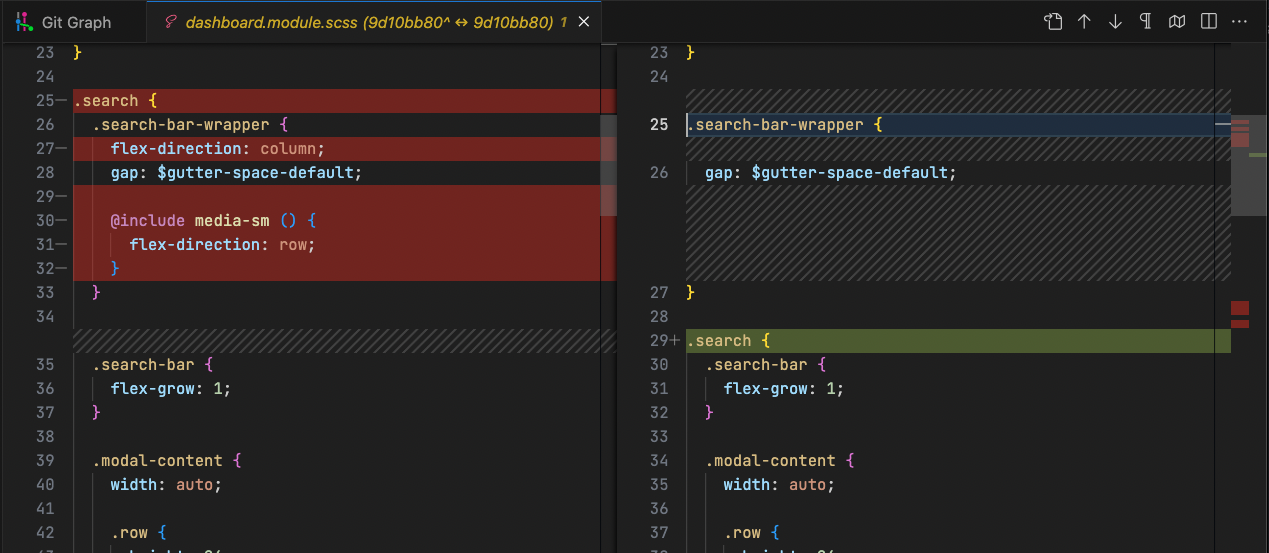 Git Graph
dashboard.module.scss (9d10bb80^ ↔ 9d10bb80) 1
23 }
24
25— .search {
26 .search-bar-wrapper {
27— flex-direction: column;
28 gap: $gutter-space-default;
29—
30— @include media-sm () {
31— flex-direction: row;
32— }
33 }
34
35 .search-bar {
36 flex-grow: 1;
37 }
38
39 .modal-content {
40 width: auto;
41
42 .row {
23 }
24
25 .search-bar-wrapper {
26 gap: $gutter-space-default;
27 }
28
29+ .search {
30 .search-bar {
31 flex-grow: 1;
32 }
33
34 .modal-content {
35 width: auto;
36
37 .row {